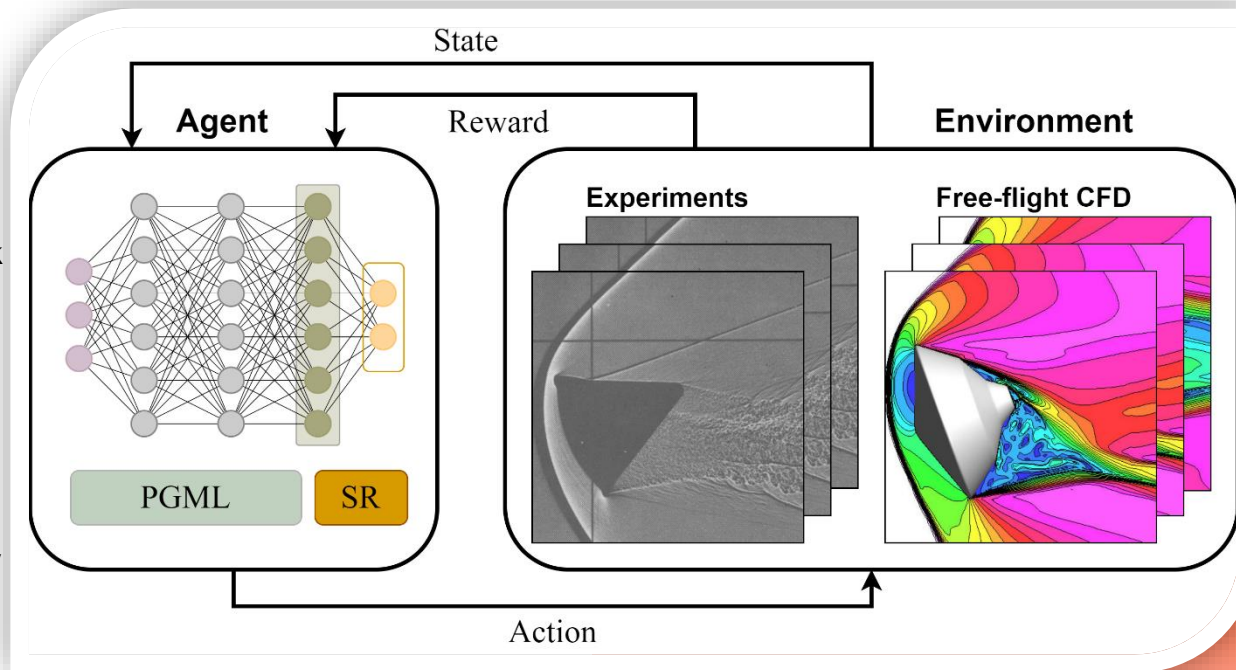 State
Reward
Agent
Environment
Experiments
Free-flight CFD
PGML
SR
Action